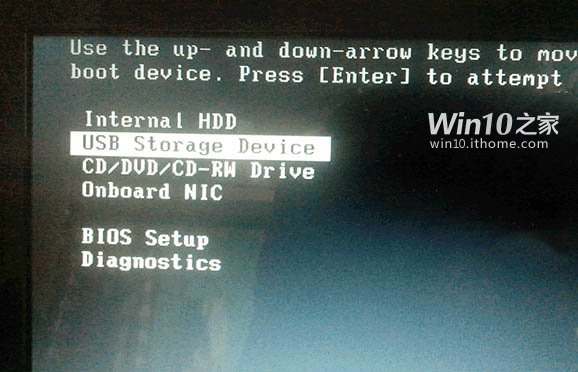 Use the up- and down-arrow keys to mov
boot device. Press [Enter] to attempt
Internal HDD
USB Storage Device
CD/DVD/CD-RW Drive
Onboard NIC
BIOS Setup
Diagnostics
Win10之家
win10.ithome.com